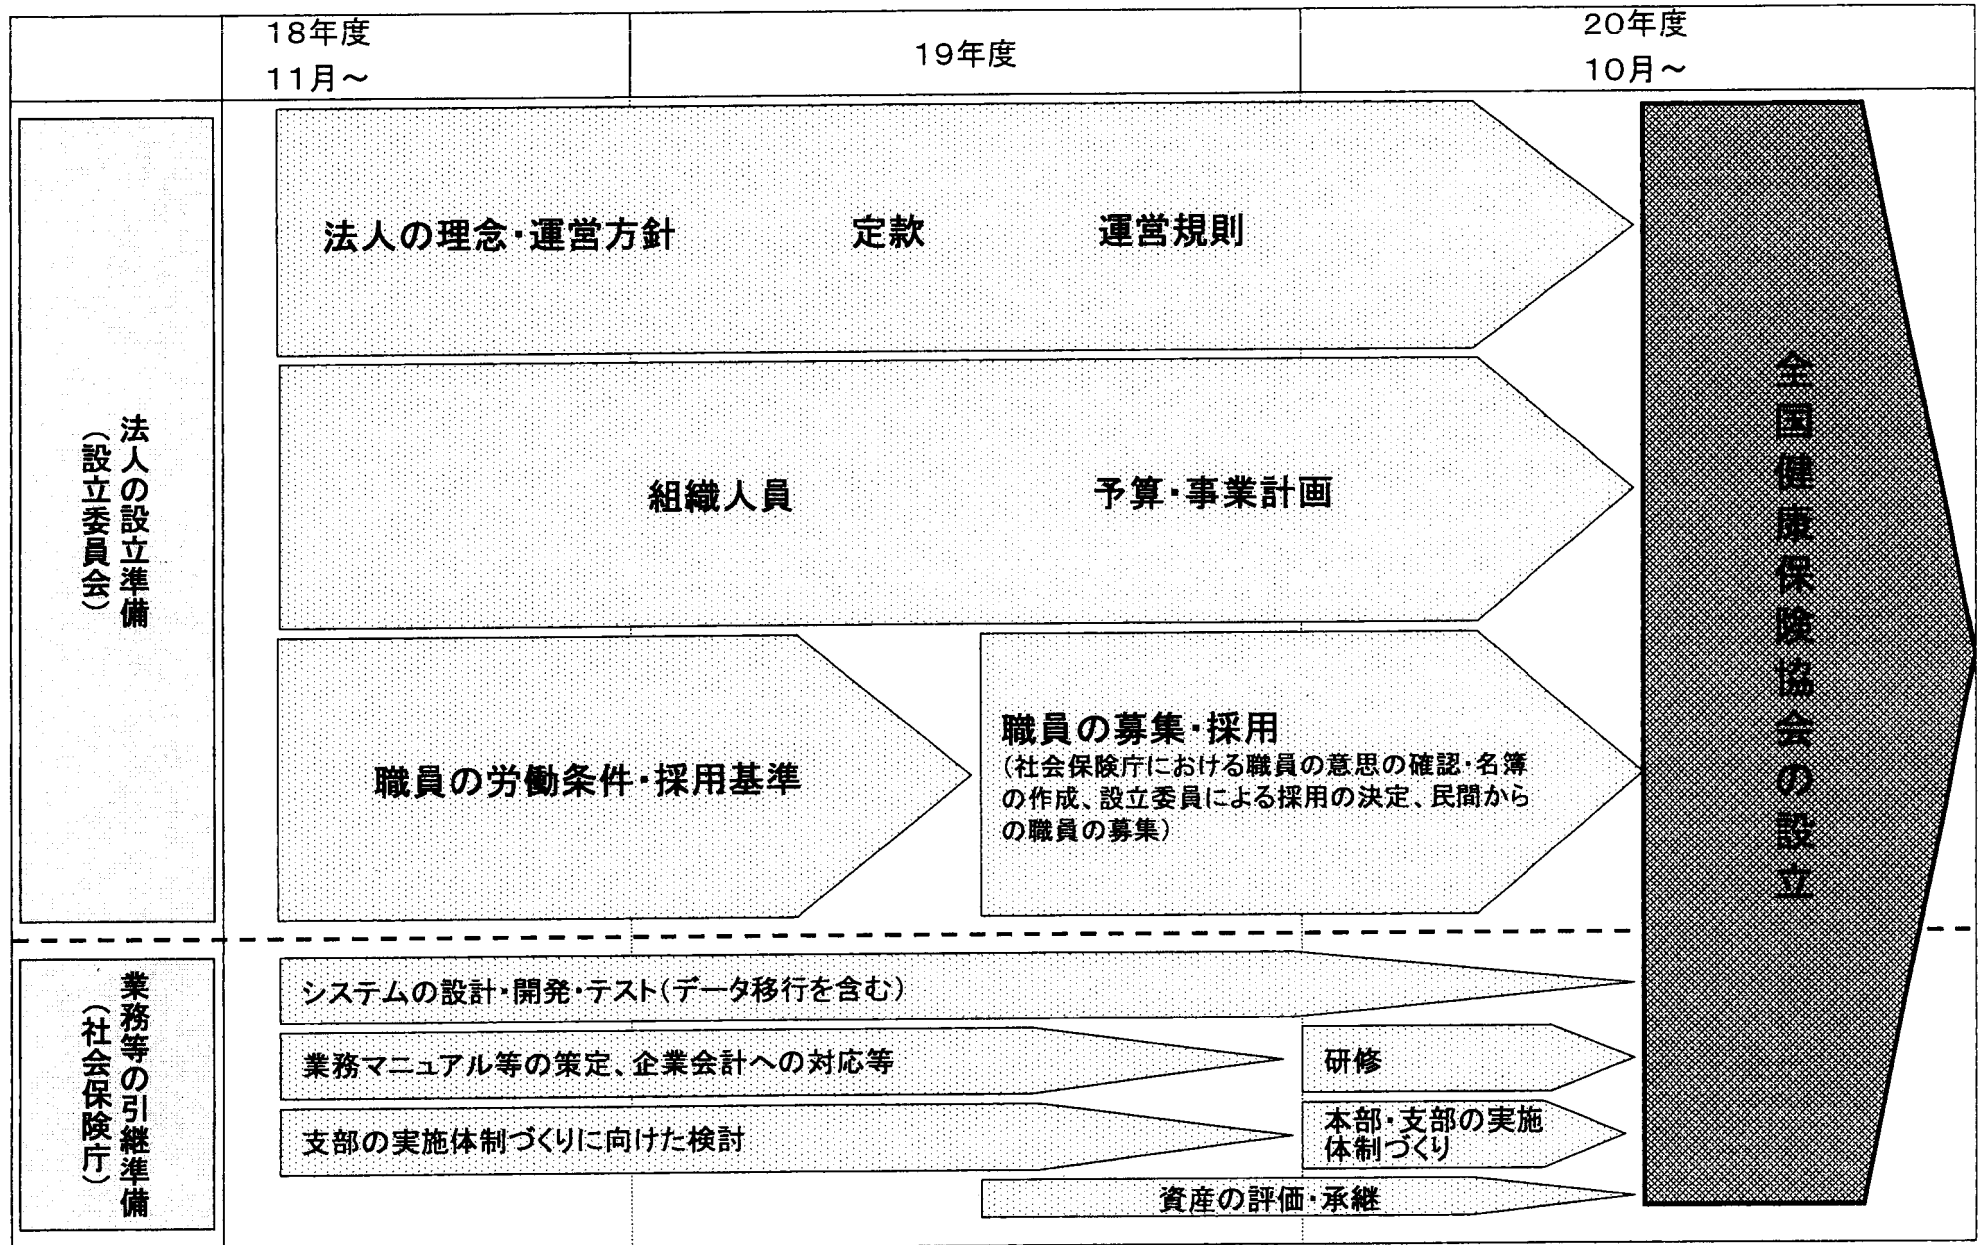 18年度
11月～
19年度
20年度
10月～
法人の設立準備
（設立委員会）
法人の理念・運営方針
定款
運営規則
組織人員
予算・事業計画
職員の労働条件・採用基準
職員の募集・採用
（社会保険庁における職員の意思の確認・名簿
の作成、設立委員による採用の決定、民間から
の職員の募集）
全国健康保険協会の設立
業務等の引継準備
（社会保険庁）
システムの設計・開発・テスト（データ移行を含む）
業務マニュアル等の策定、企業会計への対応等
研修
支部の実施体制づくりに向けた検討
本部・支部の実施
体制づくり
資産の評価・承継